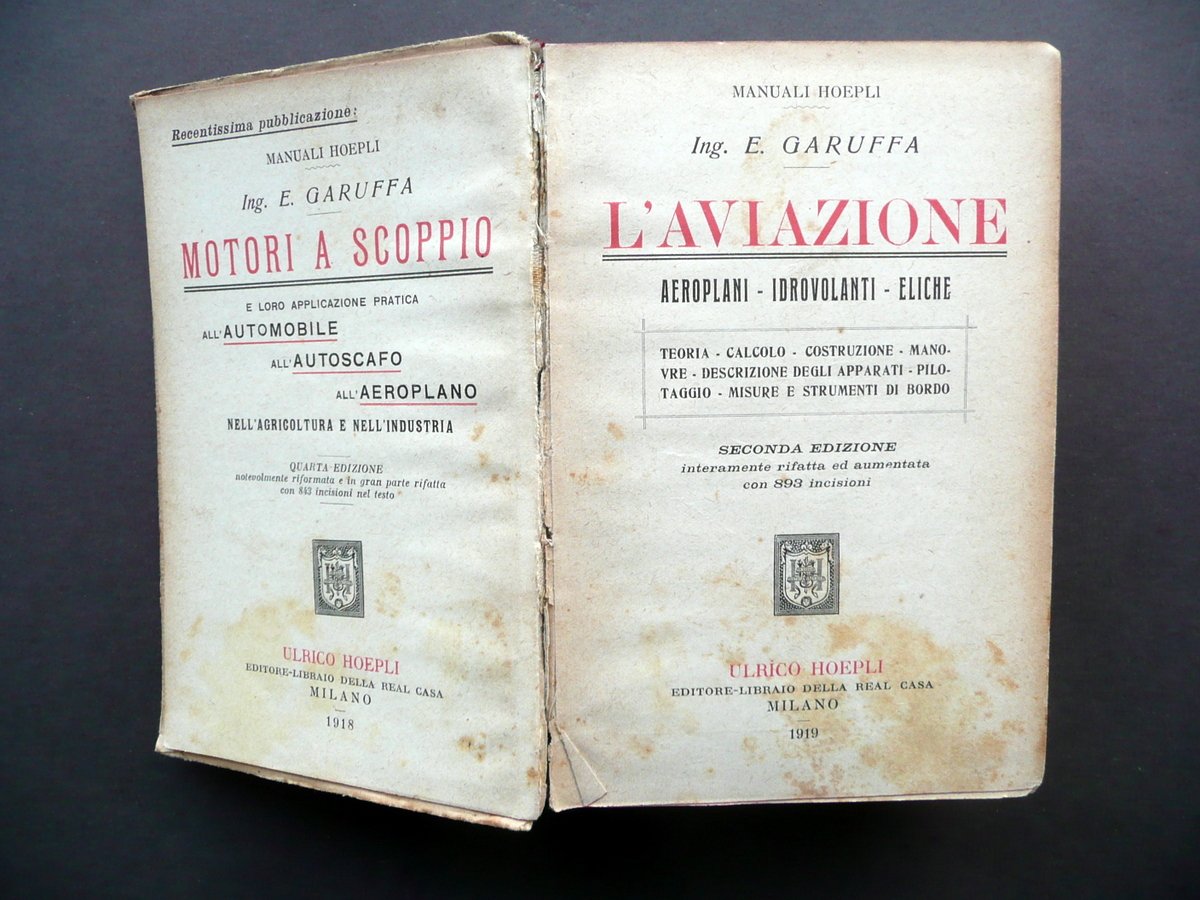 Recentissima pubblicazione:
MANUALI HOEPLI
Ing. E. GARUFFA
MOTORI A SCOPPIO
E LORO APPLICAZIONE PRATICA
ALL'AUTOMOBILE
ALL'AUTOSCAFO
ALL'AEROPLANO
NELL'AGRICOLTURA E NELL'INDUSTRIA
QUARTA EDIZIONE
notevolmente riformata e in gran parte rifatta
con 843 incisioni nel testo
ULRICO HOEPLI
EDITORE-LIBRAIO DELLA REAL CASA
MILANO
1918
MANUALI HOEPLI
Ing. E. GARUFFA
L'AVIAZIONE
AEROPLANI - IDROVOLANTI - ELICHE
TEORIA - CALCOLO - COSTRUZIONE - MANO-
VRE - DESCRIZIONE DEGLI APPARATI - PILO-
TAGGIO - MISURE E STRUMENTI DI BORDO
SECONDA EDIZIONE
interamente rifatta ed aumentata
con 893 incisioni
ULRICO HOEPLI
EDITORE-LIBRAIO DELLA REAL CASA
MILANO
1919